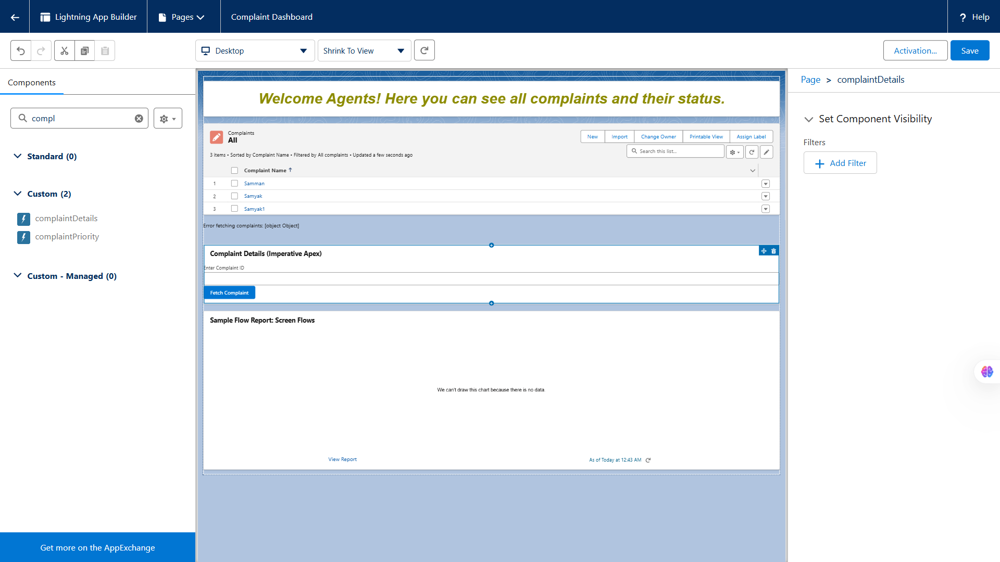 Lightning App Builder
Pages
Complaint Dashboard
? Help
Desktop
Shrink To View
Activation...
Save
Components
compl
Standard (0)
Custom (2)
complaintDetails
complaintPriority
Custom - Managed (0)
Get more on the AppExchange
Welcome Agents! Here you can see all complaints and their status.
Complaints
All
New
Import
Change Owner
Printable View
Assign Label
3 items • Sorted by Complaint Name • Filtered by All complaints • Updated a few seconds ago
Search this list...
Complaint Name ↑
1 Samman
2 Samyak
3 Samyak1
Error fetching complaints: [object Object]
Complaint Details (Imperative Apex)
Enter Complaint ID
Fetch Complaint
Sample Flow Report: Screen Flows
We can't draw this chart because there is no data.
View Report
As of Today at 12:43 AM
Page > complaintDetails
Set Component Visibility
Filters
Add Filter